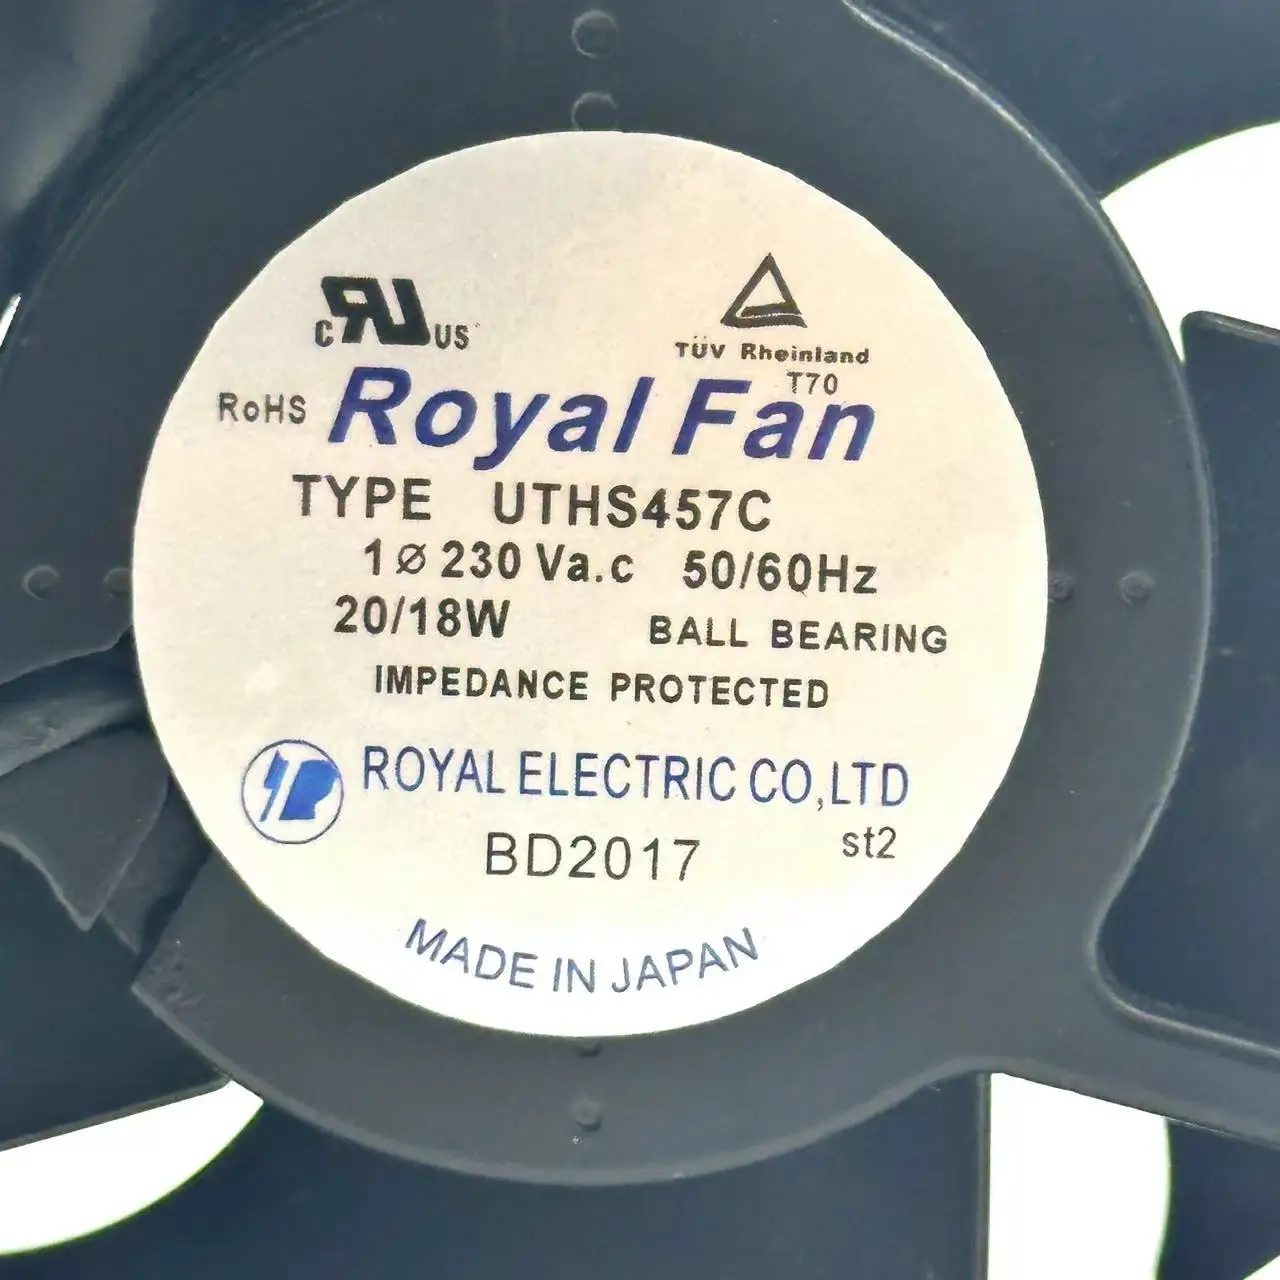 C RU US
TÜV Rheinland
T70
RoHS Royal Fan
TYPE UTHS457C
1⌀230 Va.c 50/60Hz
20/18W BALL BEARING
IMPEDANCE PROTECTED
ROYAL ELECTRIC CO,LTD
BD2017 st2
MADE IN JAPAN